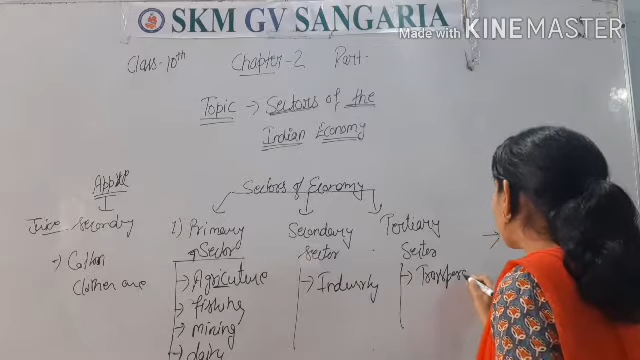 SKM GV SANGARIA
Made with KINEMASTER
Class-10th Chapter-2 Part-
Topic → Sectors of the
Indian Economy
Sectors of Economy
Apple
Juice secondary
→ Cotton
Clothes are
1) Primary
Sector
→ Agriculture
→ fishing
→ mining
→ dairy
Secondary
Sector
→ Industry
Tertiary
Sector
→ Transpor